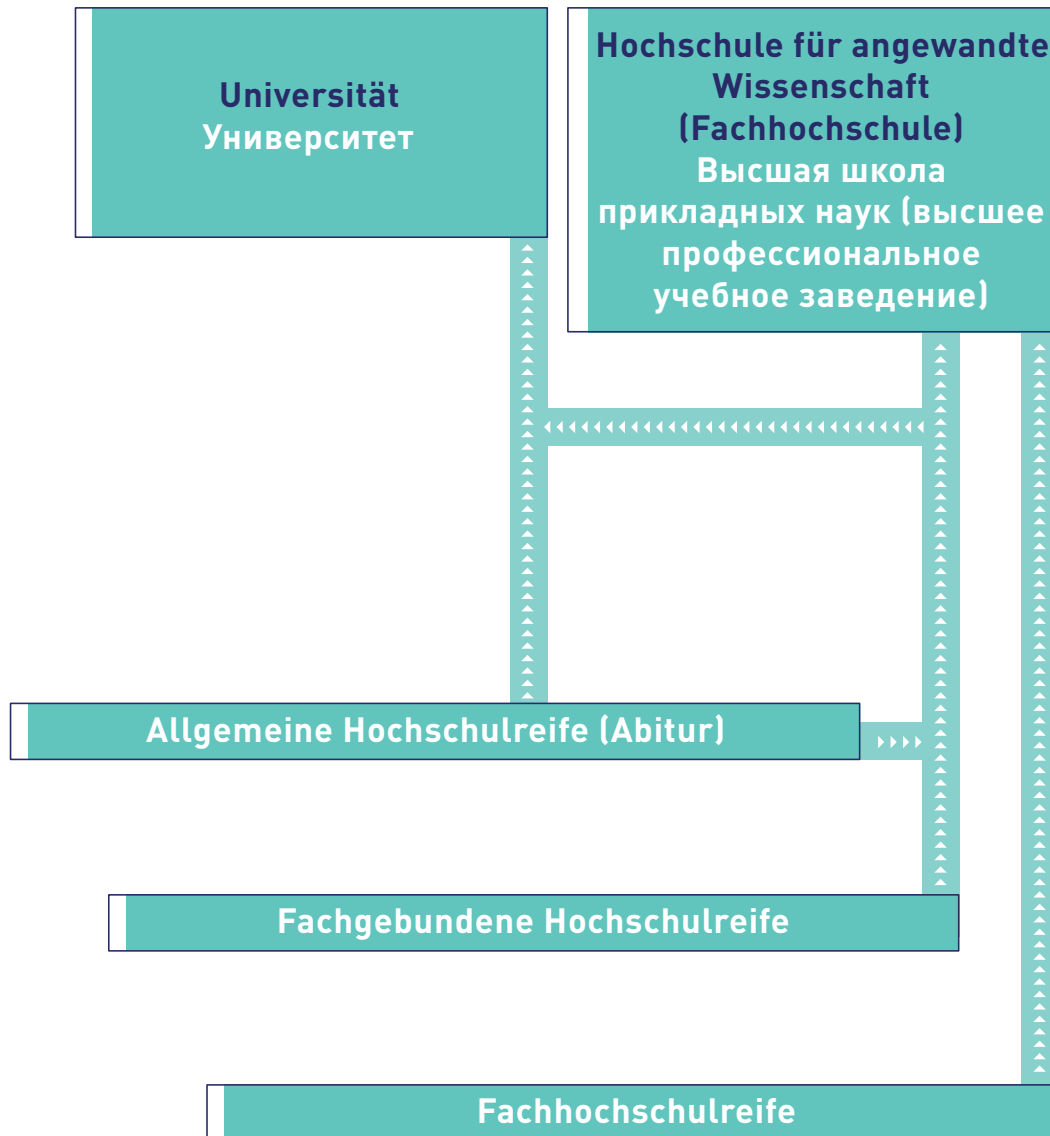 Universität
Университет
Hochschule für angewandte
Wissenschaft
(Fachhochschule)
Высшая школа
прикладных наук (высшее
профессиональное
учебное заведение)
Allgemeine Hochschulreife (Abitur)
Fachgebundene Hochschulreife
Fachhochschulreife